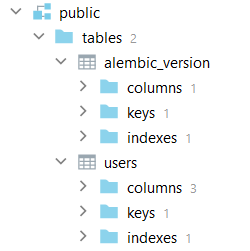 public
tables 2
alembic_version
columns 1
keys 1
indexes 1
users
columns 3
keys 1
indexes 1